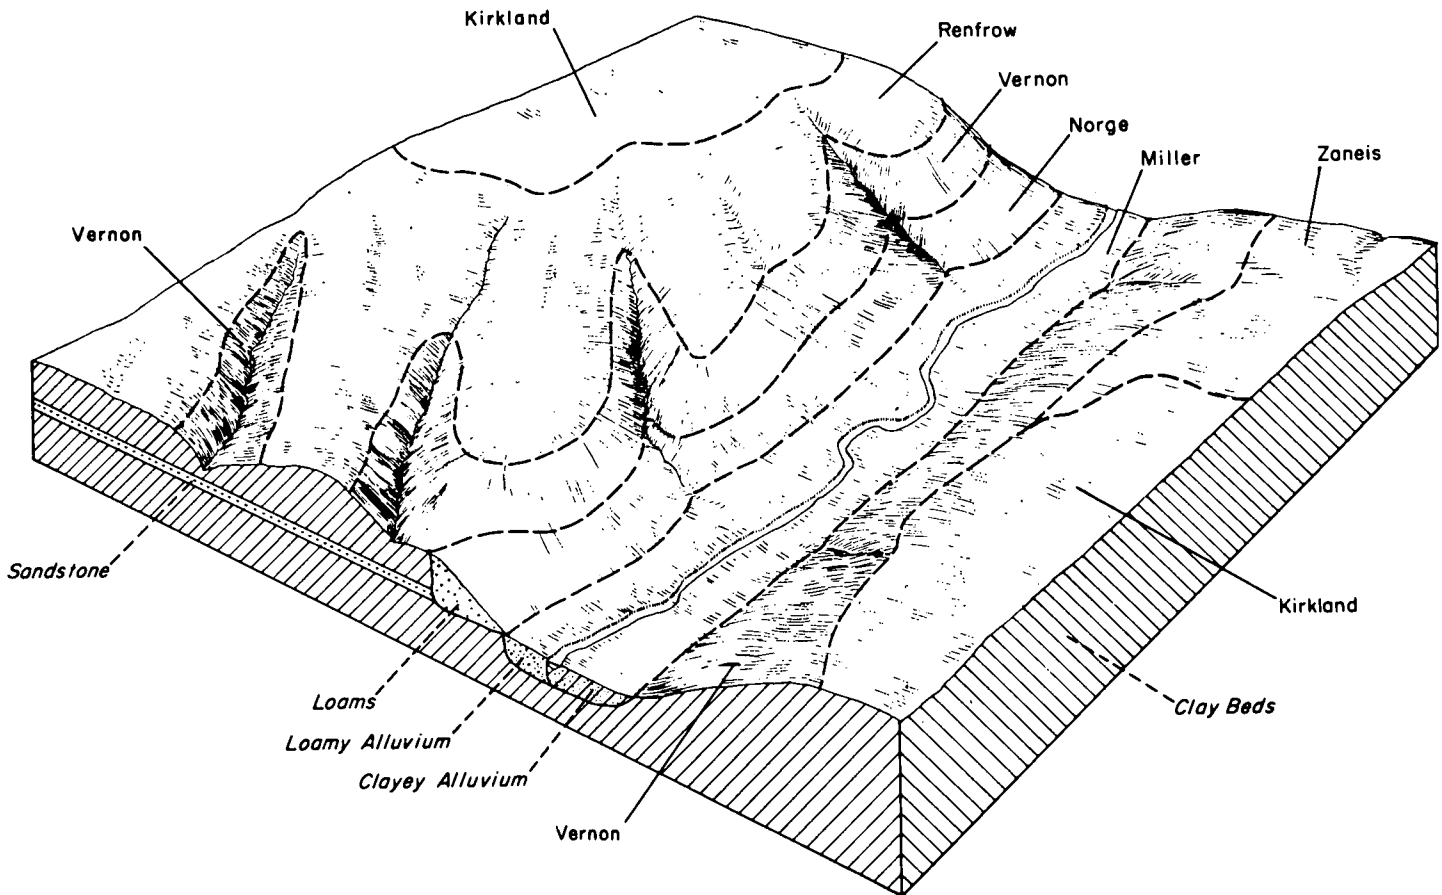 Kirkland
Renfrow
Vernon
Norge
Miller
Zaneis
Vernon
Sandstone
Kirkland
Loams
Clay Beds
Loamy Alluvium
Clayey Alluvium
Vernon